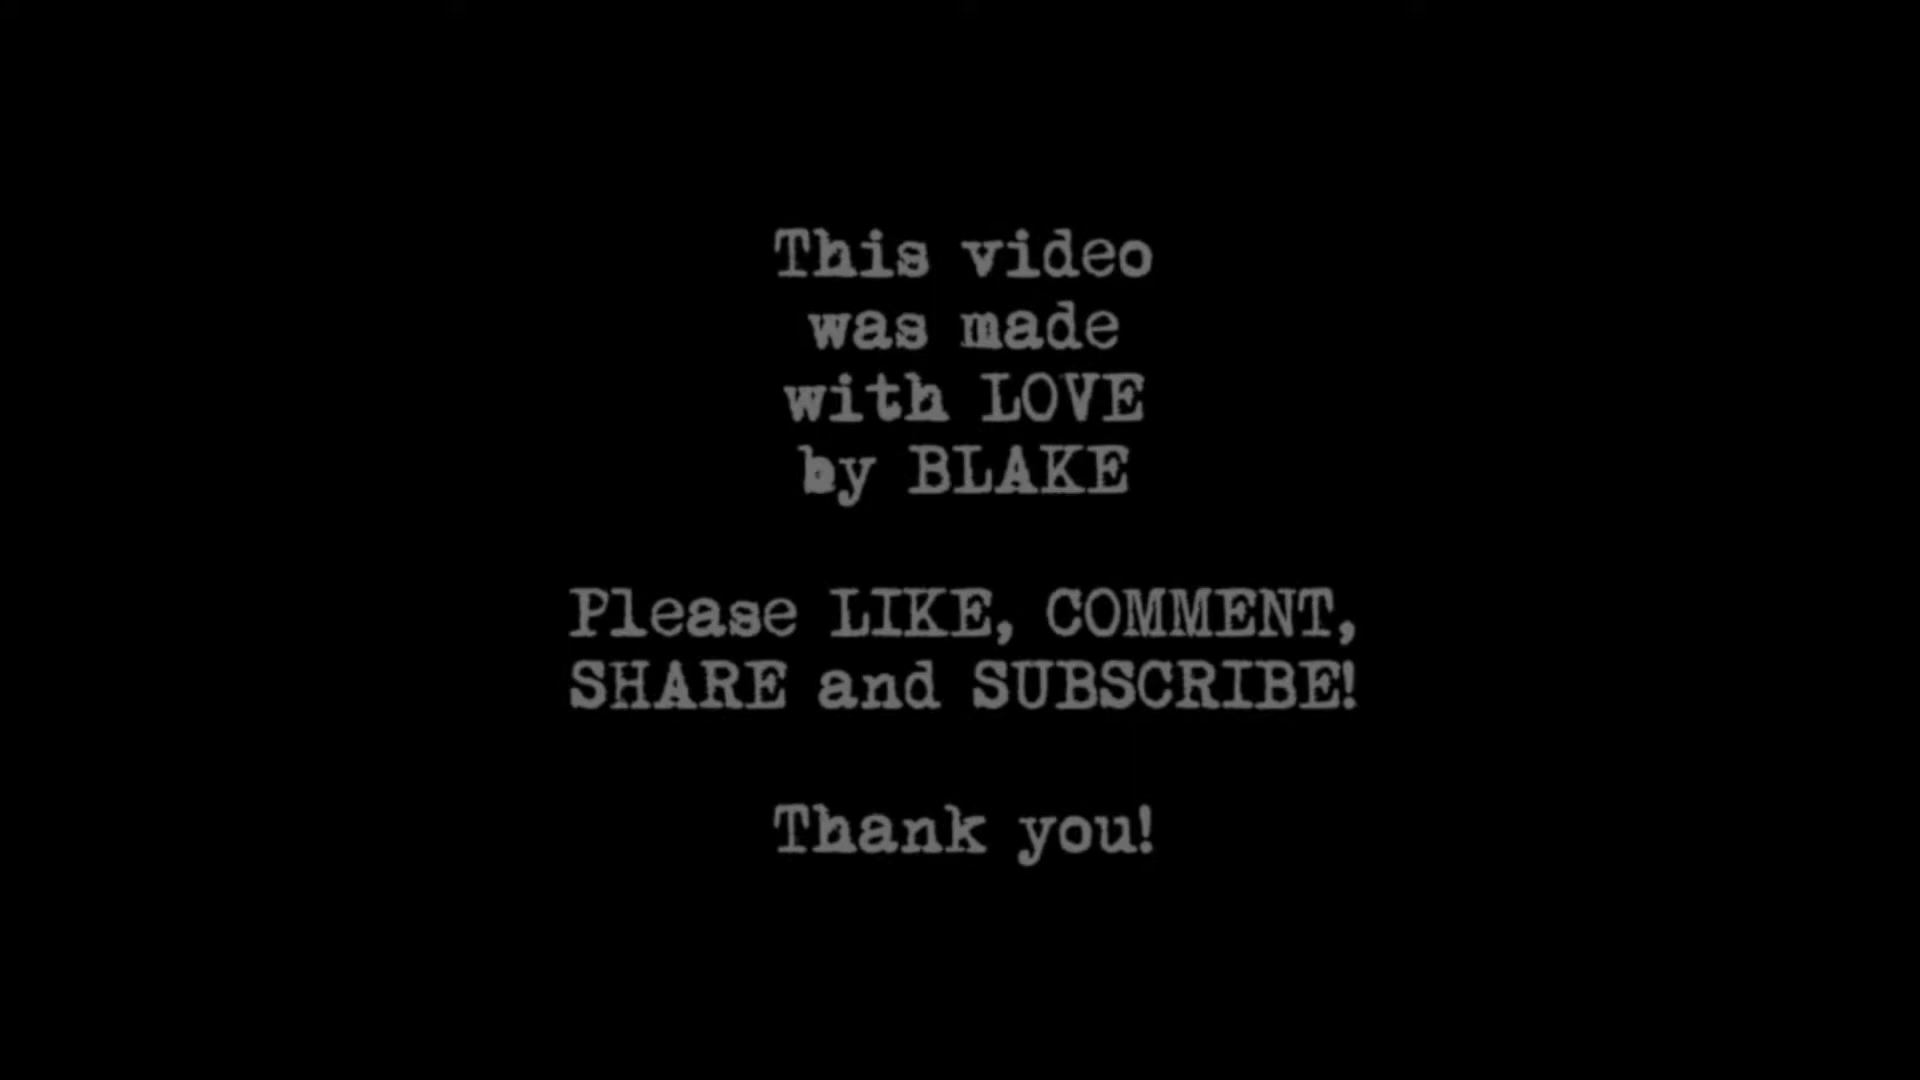 This video
was made
with LOVE
by BLAKE
Please LIKE, COMMENT,
SHARE and SUBSCRIBE!
Thank you!